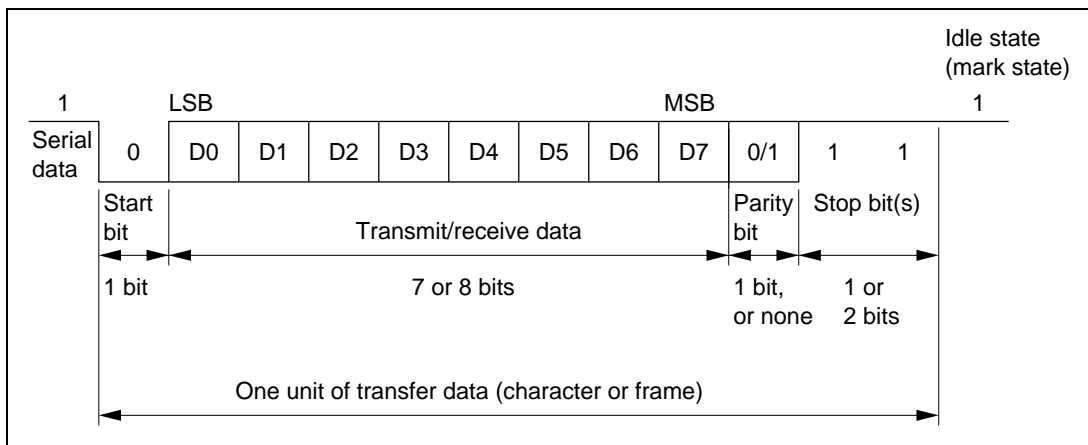 Idle state
(mark state)
1 LSB MSB 1
Serial
data
0 D0 D1 D2 D3 D4 D5 D6 D7 0/1 1 1
Start
bit
Transmit/receive data
Parity
bit
Stop bit(s)
1 bit
7 or 8 bits
1 bit,
or none
1 or
2 bits
One unit of transfer data (character or frame)